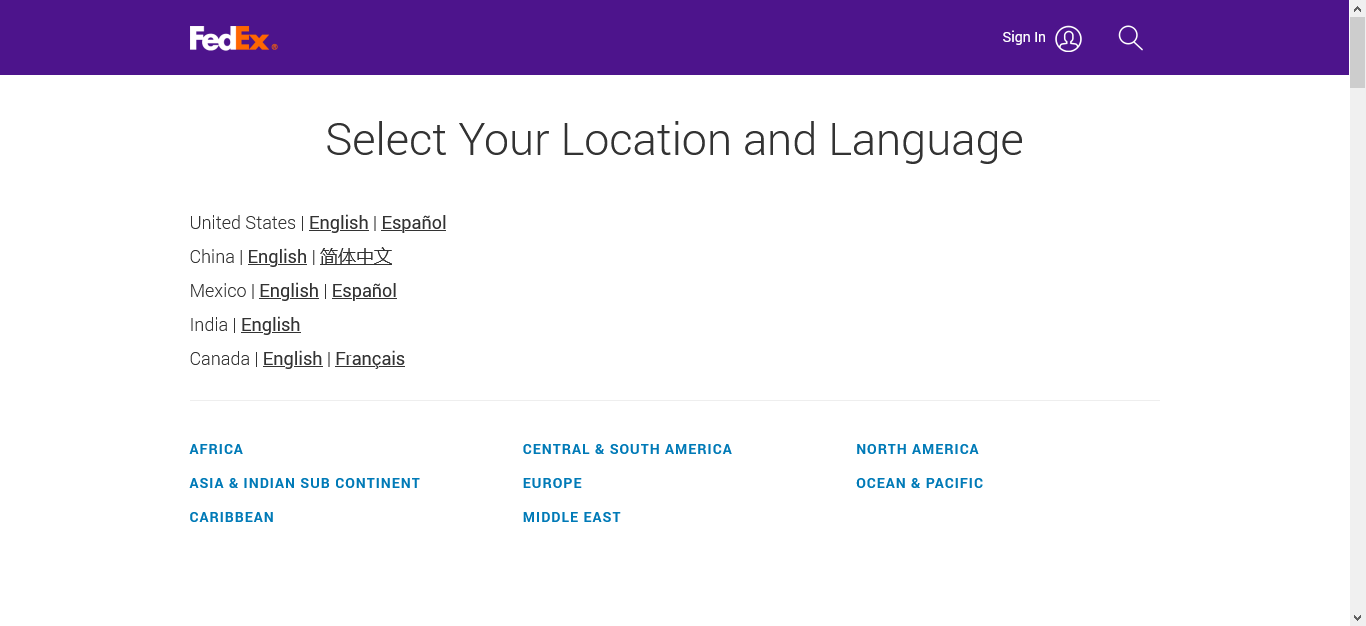 FedEx®
Sign In
Select Your Location and Language
United States | English | Español
China | English | 简体中文
Mexico | English | Español
India | English
Canada | English | Français
AFRICA
CENTRAL & SOUTH AMERICA
NORTH AMERICA
ASIA & INDIAN SUB CONTINENT
EUROPE
OCEAN & PACIFIC
CARIBBEAN
MIDDLE EAST